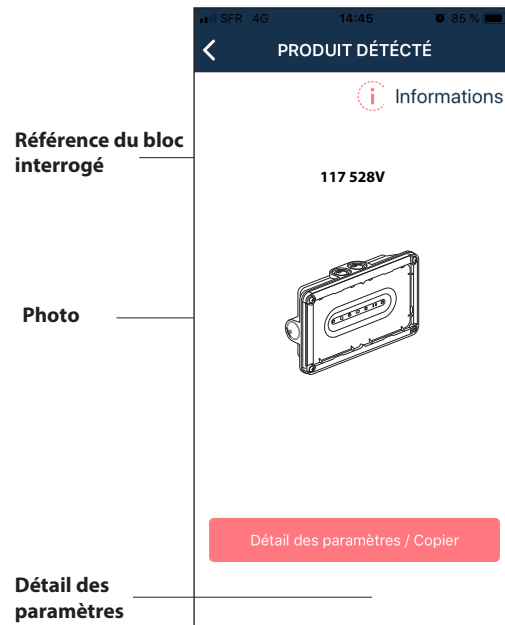 SFR 4G 14:45 85 %
PRODUIT DÉTÉCTÉ
i Informations
Référence du bloc
interrogé
117 528V
Photo
Détail des paramètres / Copier
Détail des
paramètres